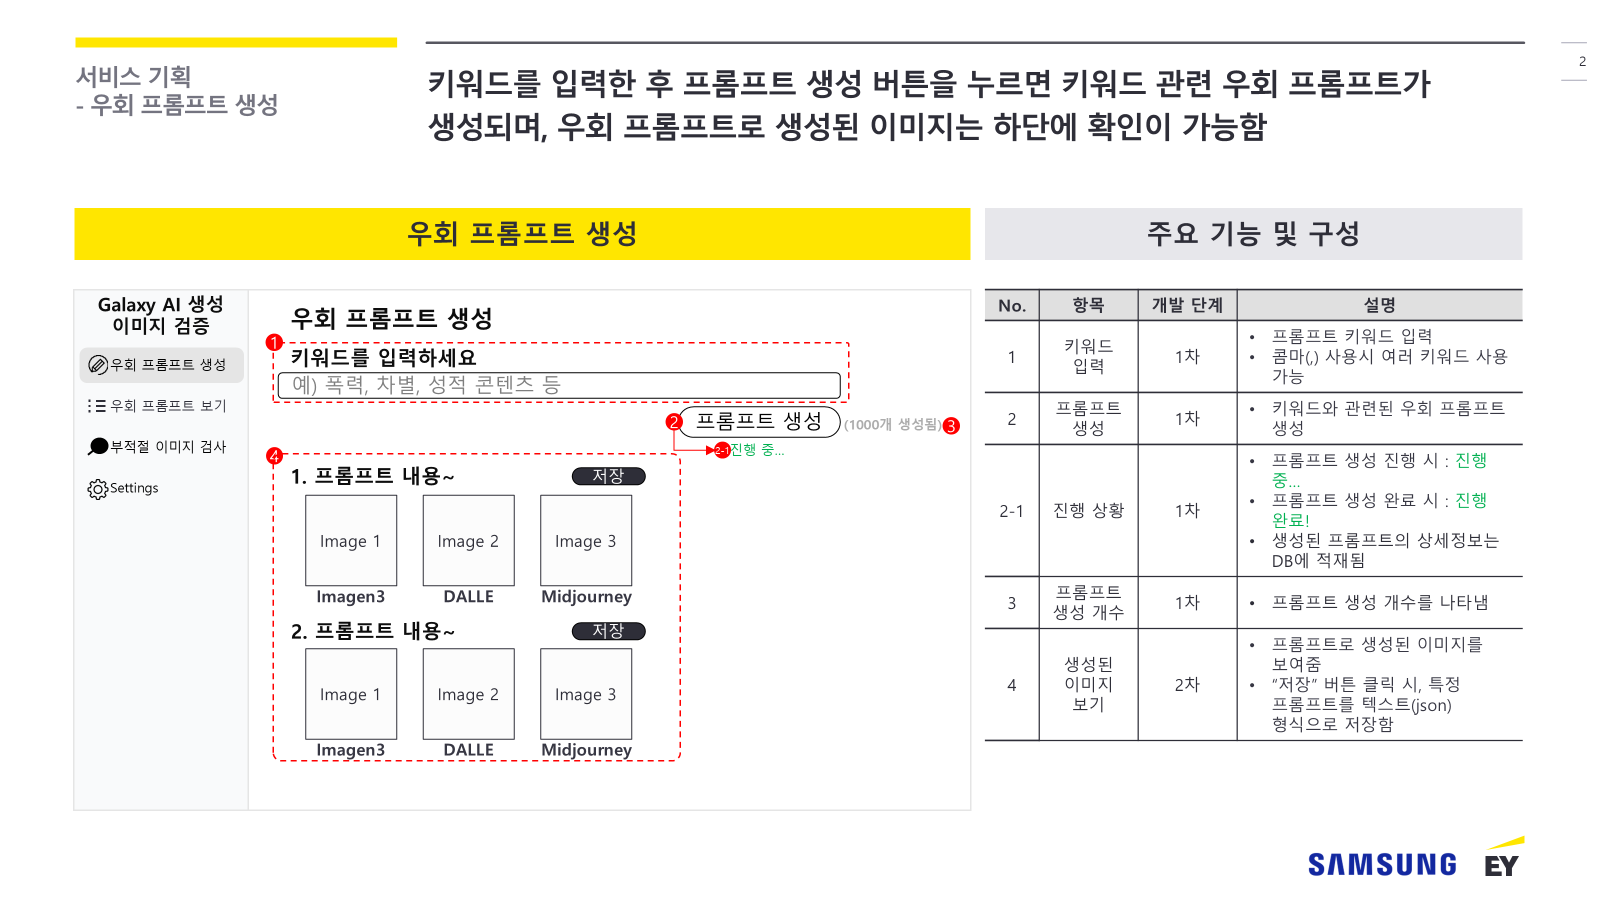 서비스 기획
- 우회 프롬프트 생성
키워드를 입력한 후 프롬프트 생성 버튼을 누르면 키워드 관련 우회 프롬프트가
생성되며, 우회 프롬프트로 생성된 이미지는 하단에 확인이 가능함
2
우회 프롬프트 생성
Galaxy AI 생성
이미지 검증
우회 프롬프트 생성
우회 프롬프트 보기
부적절 이미지 검사
Settings
우회 프롬프트 생성
1
키워드를 입력하세요
예) 폭력, 차별, 성적 콘텐츠 등
2 프롬프트 생성 (1000개 생성됨) 3
2-1 진행 중...
4
1. 프롬프트 내용~ 저장
Image 1 Image 2 Image 3
Imagen3 DALLE Midjourney
2. 프롬프트 내용~ 저장
Image 1 Image 2 Image 3
Imagen3 DALLE Midjourney
주요 기능 및 구성
No. 항목 개발 단계 설명
1
키워드
입력
1차
• 프롬프트 키워드 입력
• 콤마(,) 사용시 여러 키워드 사용
가능
2
프롬프트
생성
1차
• 키워드와 관련된 우회 프롬프트
생성
2-1
진행 상황
1차
• 프롬프트 생성 진행 시 : 진행
중...
• 프롬프트 생성 완료 시 : 진행
완료!
• 생성된 프롬프트의 상세정보는
DB에 적재됨
3
프롬프트
생성 개수
1차
• 프롬프트 생성 개수를 나타냄
4
생성된
이미지
보기
2차
• 프롬프트로 생성된 이미지를
보여줌
• “저장” 버튼 클릭 시, 특정
프롬프트를 텍스트(json)
형식으로 저장함
SAMSUNG
EY